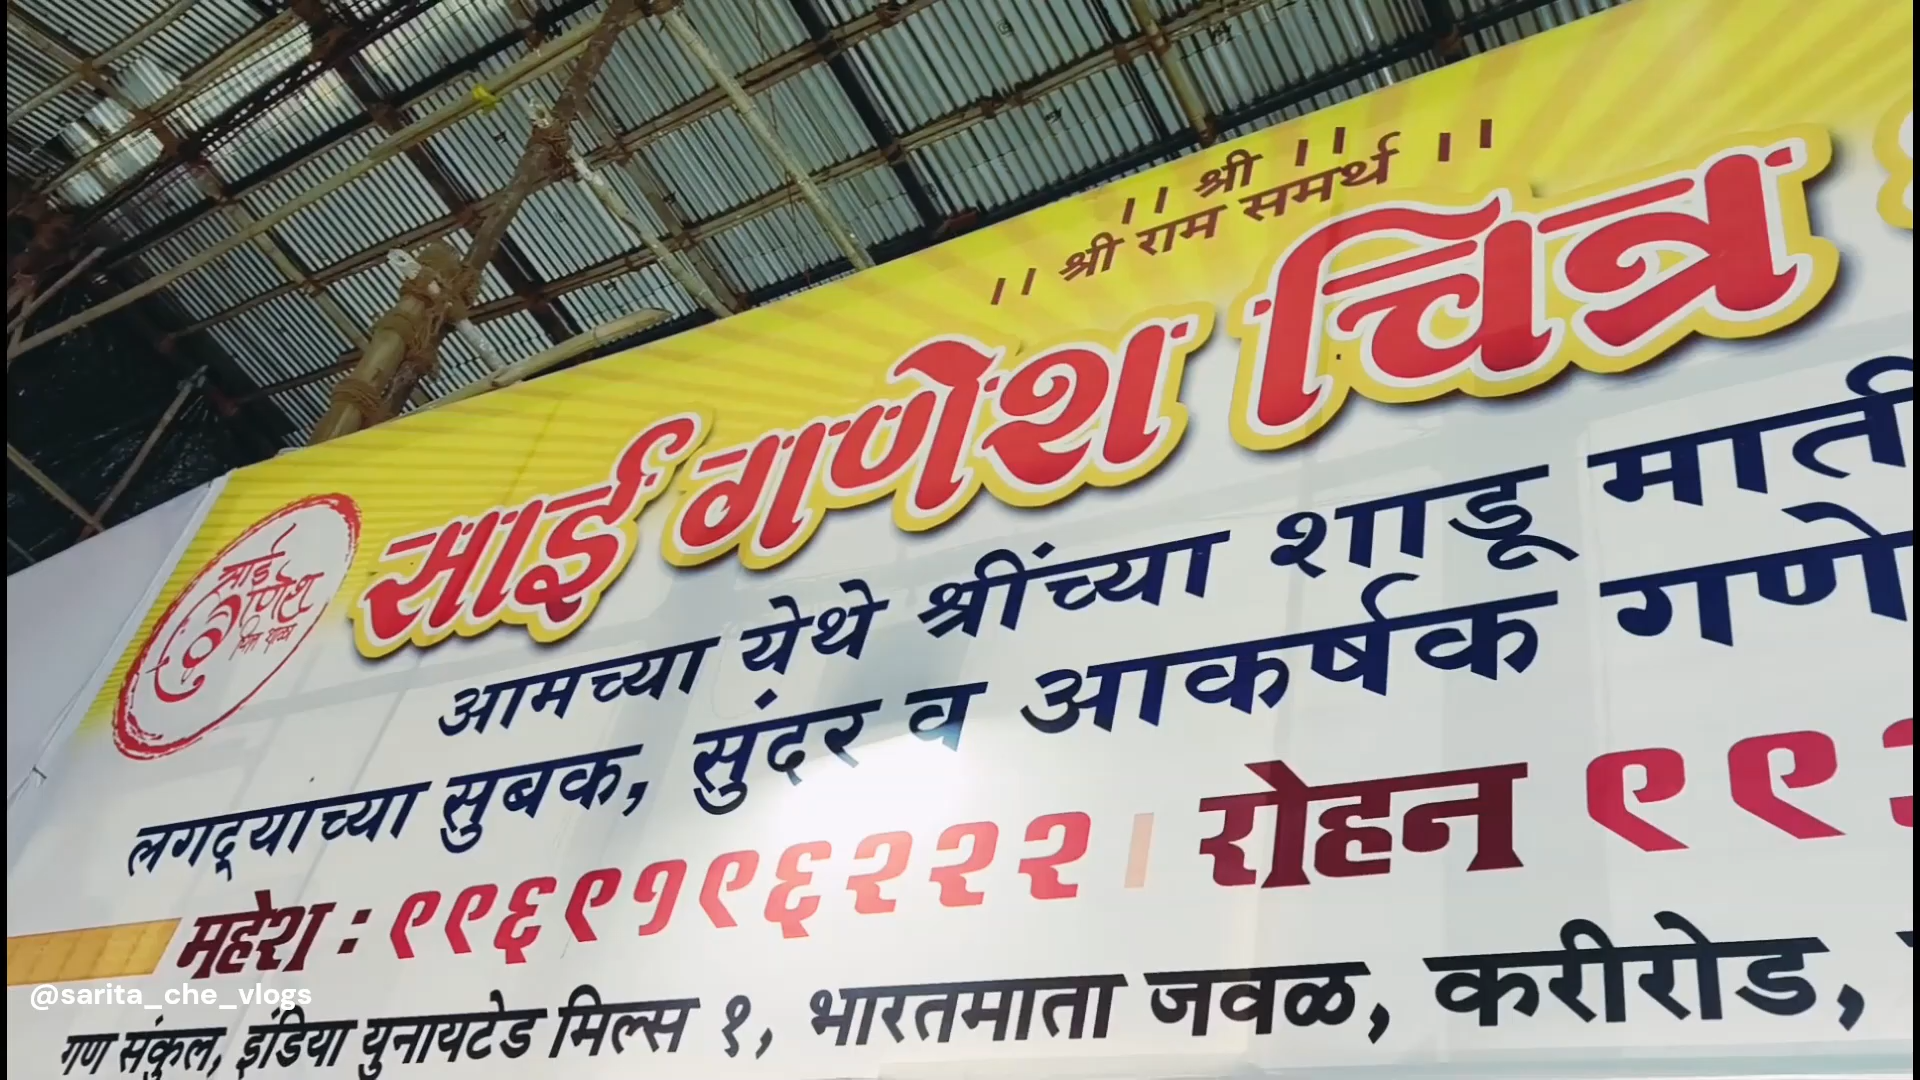 ।। श्री ।।
।। श्री राम समर्थ ।।
साई गणेश चित्र
साई
गणेश
आमच्या येथे श्रींच्या शाडू माती
लगद्याच्या सुबक, सुंदर व आकर्षक गणे
महेश : ९९६९१९६२२२ । रोहन ९९
गण संकुल, इंडिया युनायटेड मिल्स १, भारतमाता जवळ, करीरोड,
@sarita_che_vlogs